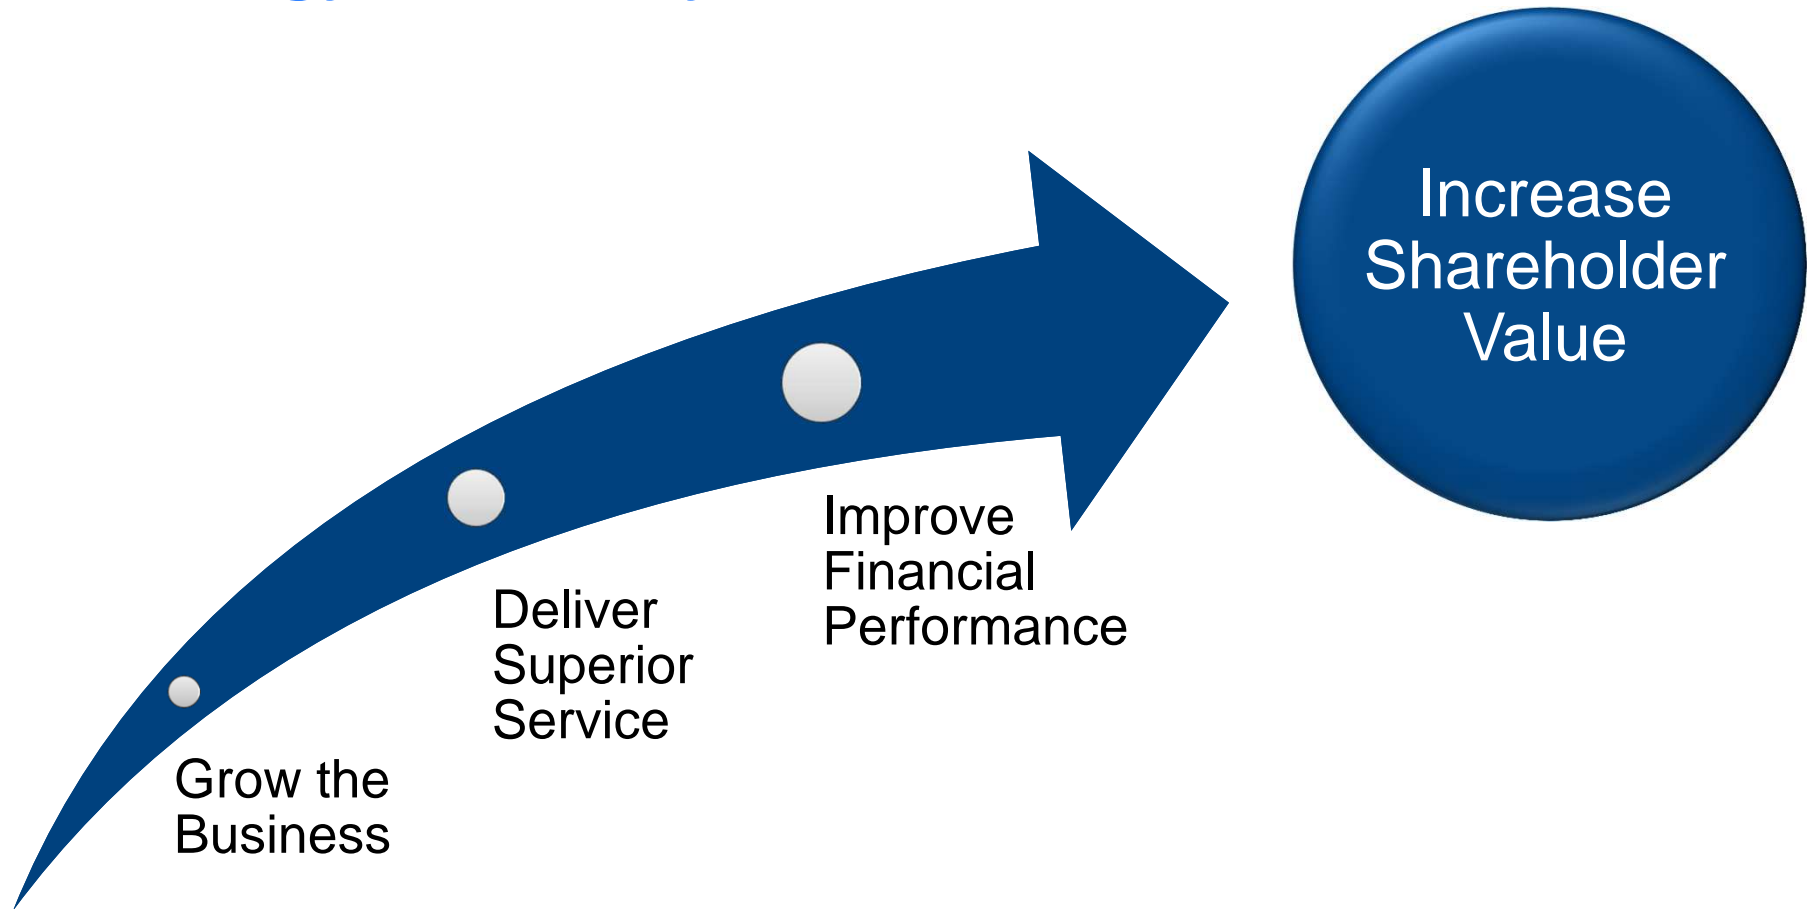 Grow the
Business
Deliver
Superior
Service
Improve
Financial
Performance
Increase
Shareholder
Value